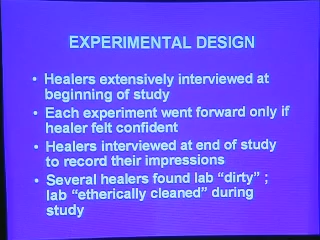 EXPERIMENTAL DESIGN
• Healers extensively interviewed at
beginning of study
• Each experiment went forward only if
healer felt confident
• Healers interviewed at end of study
to record their impressions
• Several healers found lab “dirty” ;
lab “etherically cleaned” during
study